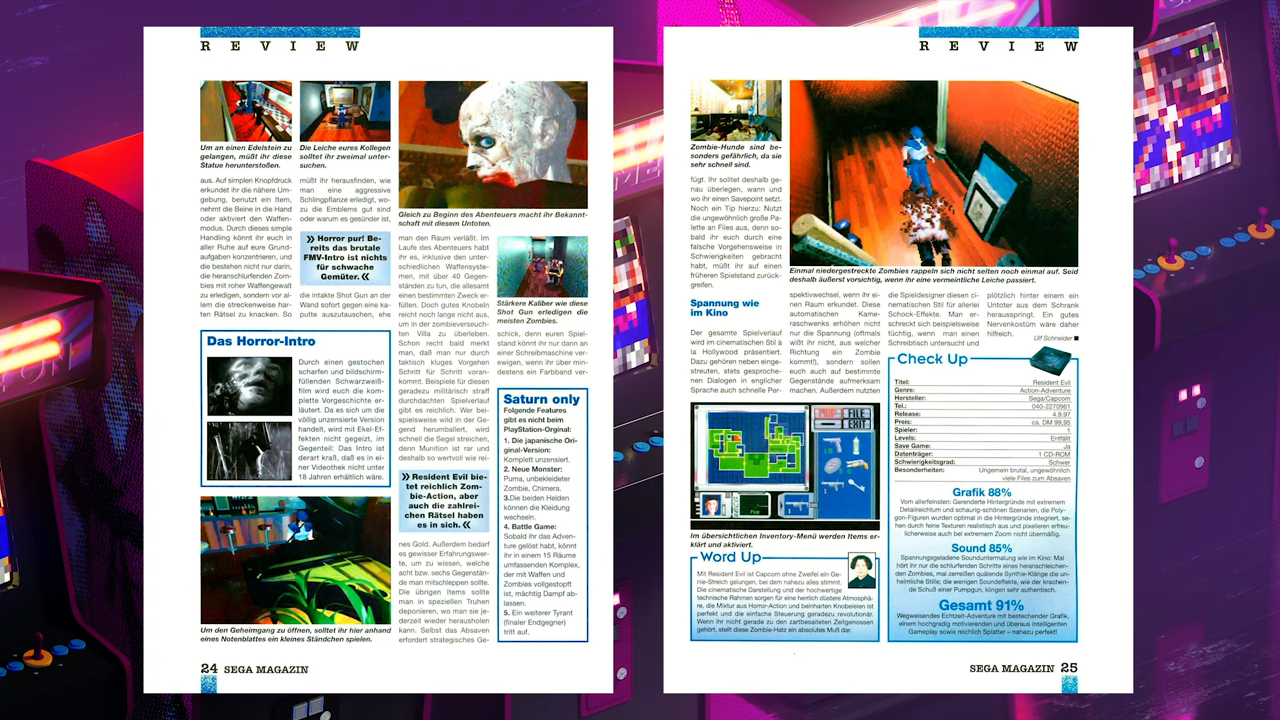 R E V I E W
Um an einen Edelstein zu
gelangen, müßt ihr diese
Statue herunterstoßen.
Die Leiche eures Kollegen
solltet ihr zweimal unter-
suchen.
aus. Auf simplen Knopfdruck
erkundet ihr die nähere Um-
gebung, benutzt ein Item,
nehmt die Beine in die Hand
oder aktiviert den Waffen-
modus. Durch dieses simple
Handling könnt ihr euch in
aller Ruhe auf eure Grund-
aufgaben konzentrieren, und
die bestehen nicht nur darin,
die heranschlurfenden Zom-
bies mit roher Waffengewalt
zu erledigen, sondern vor al-
lem die streckenweise har-
ten Rätsel zu knacken. So
müßt ihr herausfinden, wie
man eine aggressive
Schlingpflanze erledigt, wo-
zu die Emblems gut sind
oder warum es gesünder ist,
» Horror pur! Be-
reits das brutale
FMV-Intro ist nichts
für schwache
Gemüter. «
die intakte Shot Gun an der
Wand sofort gegen eine ka-
putte auszutauschen, ehe
Das Horror-Intro
Durch einen gestochen
scharfen und bildschirm-
füllenden Schwarzweiß-
film wird euch die kom-
plette Vorgeschichte er-
läutert. Da es sich um die
völlig unzensierte Version
handelt, wird mit Ekel-Ef-
fekten nicht gegeizt, im
Gegenteil: Das Intro ist
derart kraß, daß es in ei-
ner Videothek nicht unter
18 Jahren erhältlich wäre.
Um den Geheimgang zu öffnen, solltet ihr hier anhand
eines Notenblattes ein kleines Ständchen spielen.
Gleich zu Beginn des Abenteuers macht ihr Bekannt-
schaft mit diesem Untoten.
man den Raum verläßt. Im
Laufe des Abenteuers habt
ihr es, inklusive den unter-
schiedlichen Waffensyste-
men, mit über 40 Gegen-
ständen zu tun, die allesamt
einen bestimmten Zweck er-
füllen. Doch gutes Knobeln
reicht noch lange nicht aus,
um in der zombieverseuch-
ten Villa zu überleben.
Schon recht bald merkt
man, daß man nur durch
taktisch kluges Vorgehen
Schritt für Schritt voran-
kommt. Beispiele für diesen
geradezu militärisch straff
durchdachten Spielverlauf
gibt es reichlich. Wer bei-
spielsweise wild in der Ge-
gend herumballert, wird
schnell die Segel streichen,
denn Munition ist rar und
deshalb so wertvoll wie rei-
» Resident Evil bie-
tet reichlich Zom-
bie-Action, aber
auch die zahlrei-
chen Rätsel haben
es in sich. «
nes Gold. Außerdem bedarf
es gewisser Erfahrungswer-
te, um zu wissen, welche
acht bzw. sechs Gegenstän-
de man mitschleppen sollte.
Die übrigen Items sollte
man in speziellen Truhen
deponieren, wo man sie je-
derzeit wieder herausholen
kann. Selbst das Absaven
erfordert strategisches Ge-
Stärkere Kaliber wie diese
Shot Gun erledigen die
meisten Zombies.
schick, denn euren Spiel-
stand könnt ihr nur dann an
einer Schreibmaschine ver-
ewigen, wenn ihr über min-
destens ein Farbband ver-
Saturn only
Folgende Features
gibt es nicht beim
PlayStation-Orginal:
1. Die japanische Ori-
ginal-Version:
Komplett unzensiert.
2. Neue Monster:
Puma, unbekleideter
Zombie, Chimera.
3.Die beiden Helden
können die Kleidung
wechseln.
4. Battle Game:
Sobald ihr das Aben-
teuer gelöst habt, könnt
ihr in einem 15 Räume
umfassenden Komplex,
der mit Waffen und
Zombies vollgestopft
ist, mächtig Dampf ab-
lassen.
5. Ein weiterer Tyrant
(finaler Endgegner)
tritt auf.
24 SEGA MAGAZIN
R E V I E W
Zombie-Hunde sind be-
sonders gefährlich, da sie
sehr schnell sind.
fügt. Ihr solltet deshalb ge-
nau überlegen, wann und
wo ihr einen Savepoint setzt.
Noch ein Tip hierzu: Nutzt
die ungewöhnlich große Pa-
lette an Files aus, denn so-
bald ihr euch durch eine
falsche Vorgehensweise in
Schwierigkeiten gebracht
habt, müßt ihr auf einen
früheren Spielstand zurück-
greifen.
Spannung wie
im Kino
Der gesamte Spielverlauf
wird im cinematischen Stil à
la Hollywood präsentiert.
Dazu gehören neben einge-
streuten, stets gesproche-
nen Dialogen in englicher
Sprache auch schnelle Per-
Einmal niedergestreckte Zombies rappeln sich nicht selten noch einmal auf. Seid
deshalb äußerst vorsichtig, wenn ihr eine vermeintliche Leiche passiert.
spektivwechsel, wenn ihr ei-
nen Raum erkundet. Diese
automatischen Kame-
raschwenks erhöhen nicht
nur die Spannung (oftmals
wißt ihr nicht, aus welcher
Richtung ein Zombie
kommt!), sondern sollen
euch auch auf bestimmte
Gegenstände aufmerksam
machen. Außerdem nutzten
die Spieldesigner diesen ci-
nematischen Stil für allerlei
Schock-Effekte. Man er-
schreckt sich beispielsweise
tüchtig, wenn man einen
Schreibtisch untersucht und
plötzlich hinter einem ein
Untoter aus dem Schrank
herausspringt. Ein gutes
Nervenkostüm wäre daher
hilfreich.
Ulf Schneider ■
FILE
EXIT
Im übersichtlichen Inventory-Menü werden Items er-
klärt und aktiviert.
Word Up
Mit Resident Evil ist Capcom ohne Zweifel ein Ge-
nie-Streich gelungen, bei dem nahezu alles stimmt.
Die cinematische Darstellung und der hochwertige
technische Rahmen sorgen für eine herrlich düstere Atmosphä-
re, die Mixtur aus Horror-Action und beinharten Knobeleien ist
perfekt und die einfache Steuerung geradezu revolutionär.
Wenn ihr nicht gerade zu den zartbesaiteten Zeitgenossen
gehört, stellt diese Zombie-Hatz ein absolutes Muß dar.
Check Up
Titel: Resident Evil
Genre: Action-Adventure
Hersteller: Sega/Capcom
Tel.: 040-2270961
Release: 4.9.97
Preis: ca. DM 99,95
Spieler: 1
Levels: Entfällt
Save Game: Ja
Datenträger: 1 CD-ROM
Schwierigkeitsgrad: Schwer
Besonderheiten: Ungemein brutal, ungewöhnlich
viele Files zum Absaven
Grafik 88%
Vom allerfeinsten: Gerenderte Hintergründe mit extremem
Detailreichtum und schaurig-schönen Szenarien, die Poly-
gon-Figuren wurden optimal in die Hintergründe integriert, se-
hen durch feine Texturen realistisch aus und pixelieren erfreu-
licherweise auch bei extremem Zoom nicht übermäßig.
Sound 85%
Spannungsgeladene Sounduntermalung wie im Kino: Mal
hört ihr nur die schlurfenden Schritte eines heranschleichen-
den Zombies, mal zerreißen quälende Synthie-Klänge die un-
heimliche Stille; die wenigen Soundeffekte, wie der krachen-
de Schuß einer Pumpgun, klingen sehr authentisch.
Gesamt 91%
Wegweisendes Echtzeit-Adventure mit bestechender Grafik,
einem hochgradig motivierenden und überaus intelligenten
Gameplay sowie reichlich Splatter – nahezu perfekt!
SEGA MAGAZIN 25